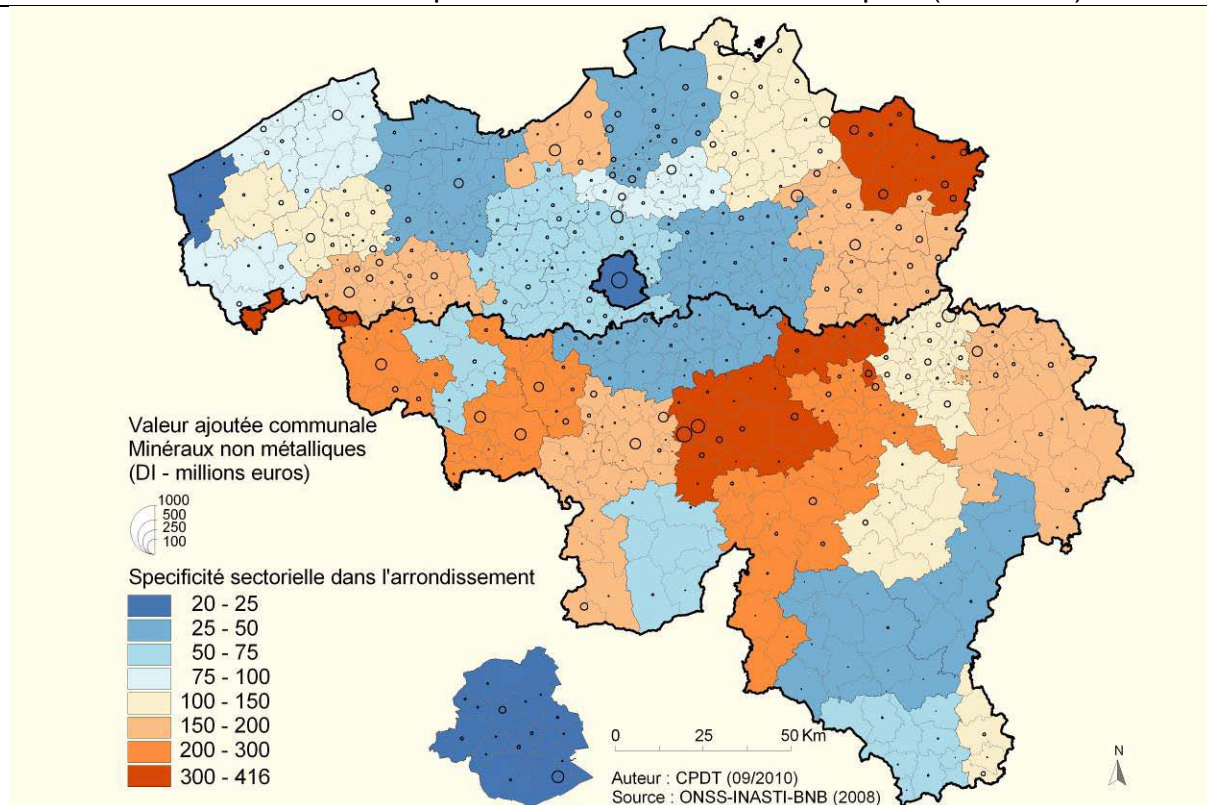 Valeur ajoutée communale
Minéraux non métalliques
(DI - millions euros)
1000
500
250
100
Specificité sectorielle dans l'arrondissement
20 - 25
25 - 50
50 - 75
75 - 100
100 - 150
150 - 200
200 - 300
300 - 416
0 25 50 Km
Auteur : CPDT (09/2010)
Source : ONSS-INASTI-BNB (2008)
N